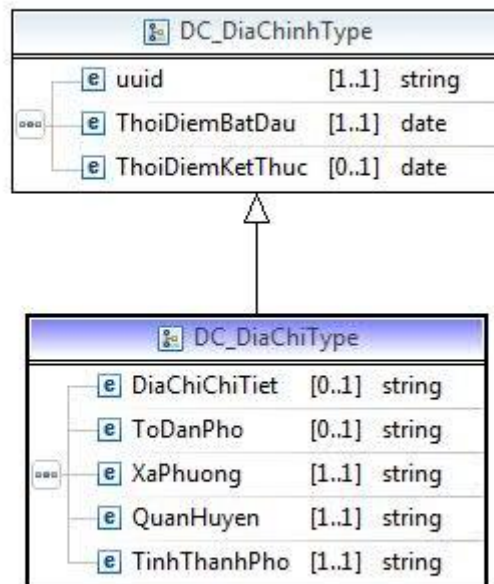 DC_DiaChinhType
uuid [1..1] string
ThoiDiemBatDau [1..1] date
ThoiDiemKetThuc [0..1] date
DC_DiaChiType
DiaChiChiTiet [0..1] string
ToDanPho [0..1] string
XaPhuong [1..1] string
QuanHuyen [1..1] string
TinhThanhPho [1..1] string